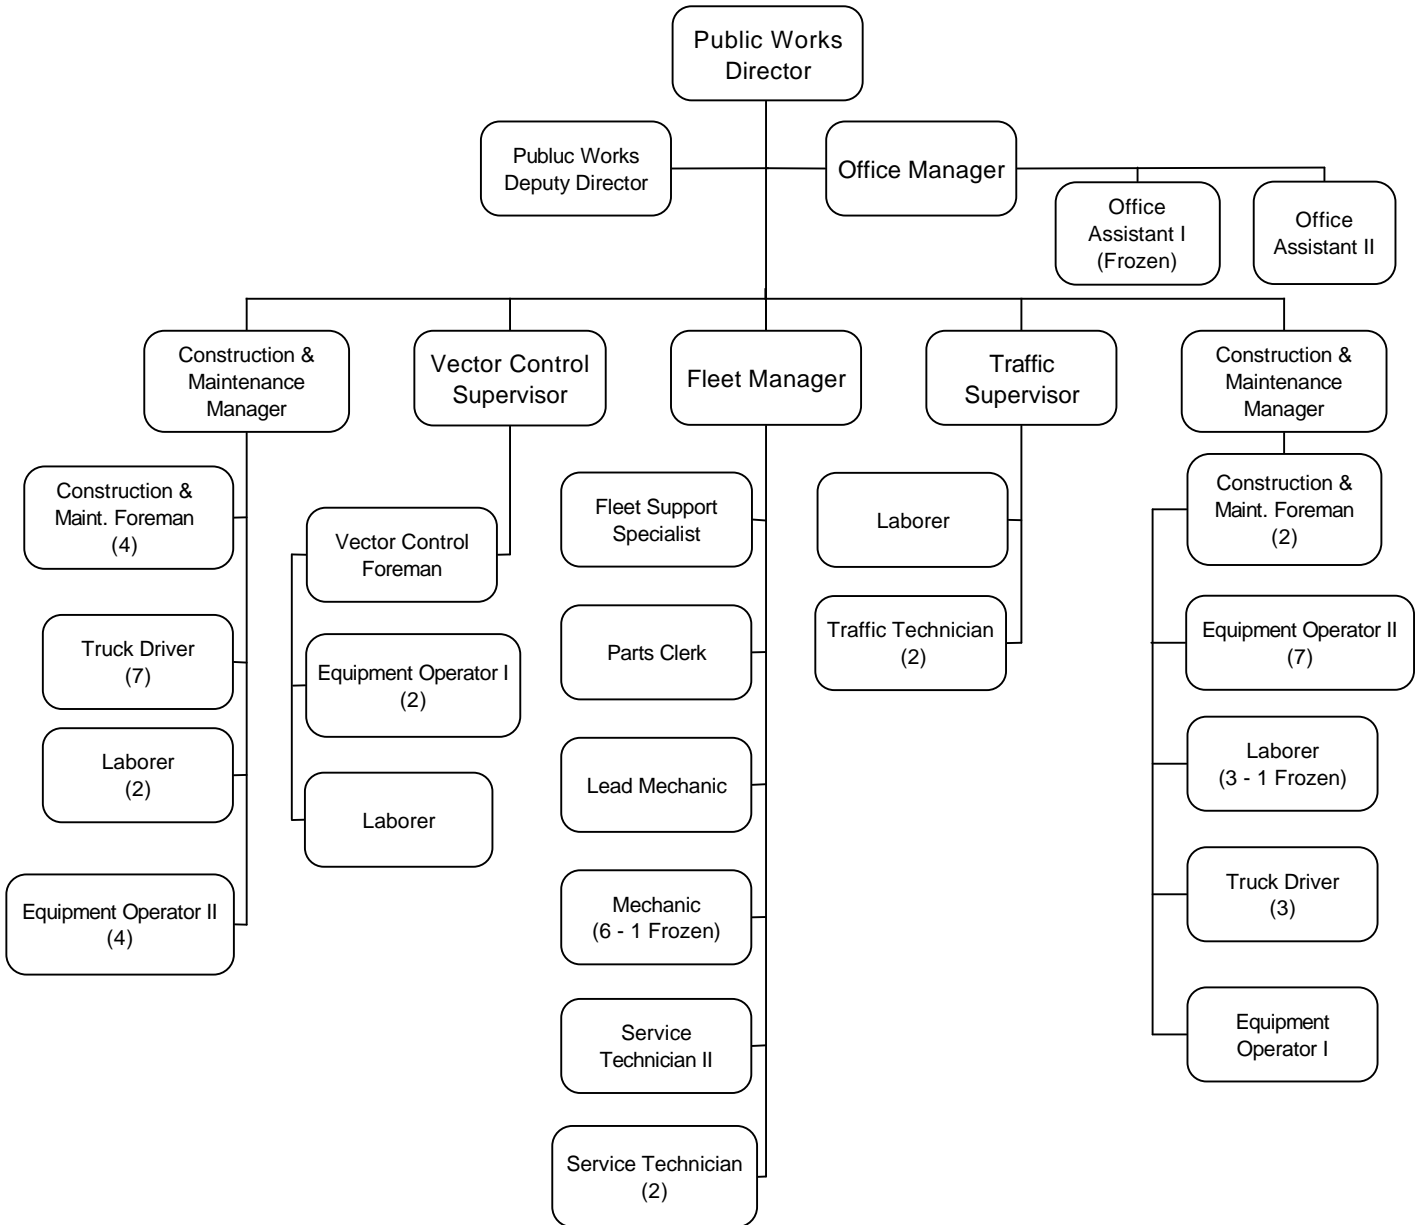 Public Works
Director
Publuc Works
Deputy Director
Office Manager
Office
Assistant I
(Frozen)
Office
Assistant II
Construction &
Maintenance
Manager
Vector Control
Supervisor
Fleet Manager
Traffic
Supervisor
Construction &
Maintenance
Manager
Construction &
Maint. Foreman
(4)
Truck Driver
(7)
Laborer
(2)
Equipment Operator II
(4)
Vector Control
Foreman
Equipment Operator I
(2)
Laborer
Fleet Support
Specialist
Parts Clerk
Lead Mechanic
Mechanic
(6 - 1 Frozen)
Service
Technician II
Service Technician
(2)
Laborer
Traffic Technician
(2)
Construction &
Maint. Foreman
(2)
Equipment Operator II
(7)
Laborer
(3 - 1 Frozen)
Truck Driver
(3)
Equipment
Operator I